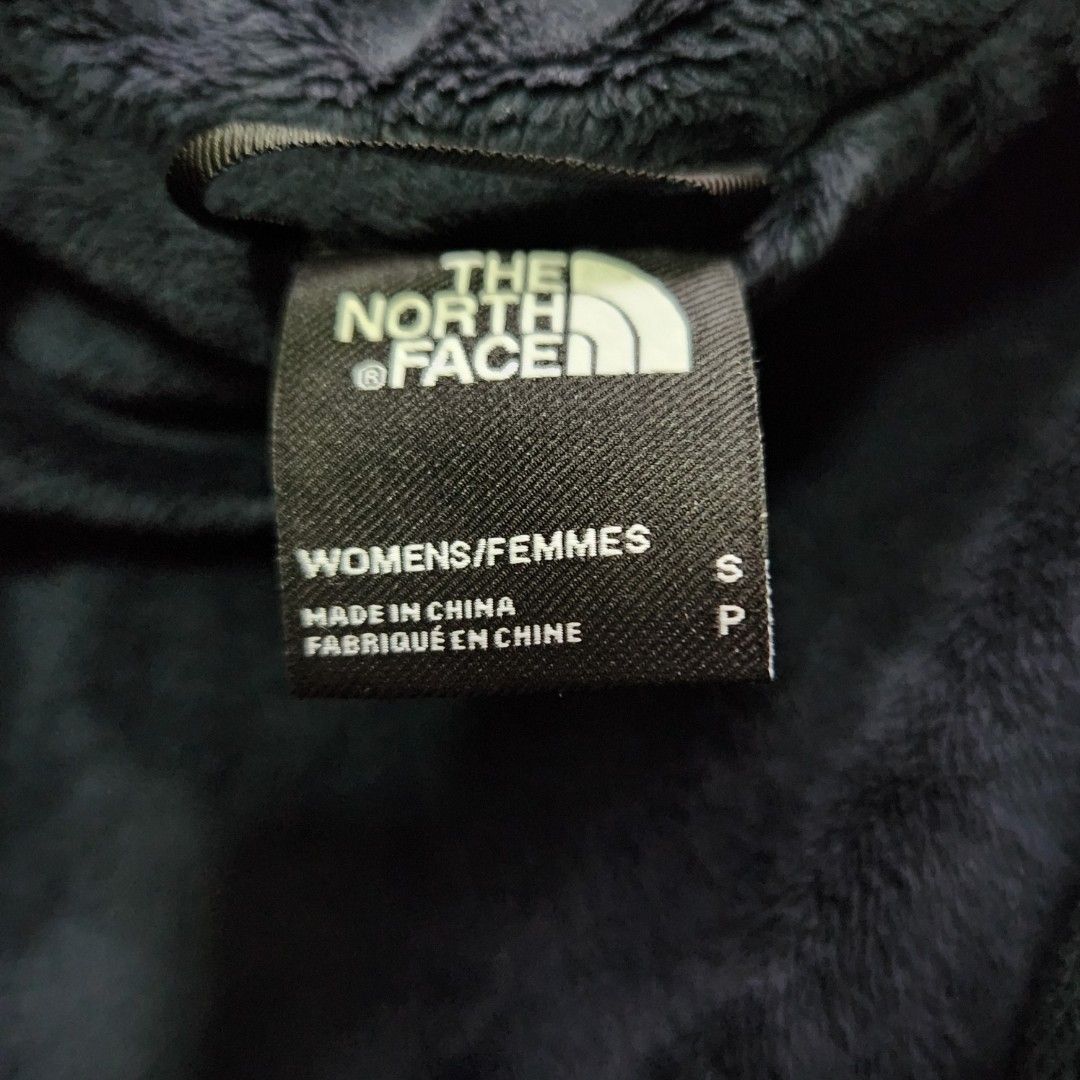 THE
NORTH
®FACE
WOMENS/FEMMES
S
MADE IN CHINA
FABRIQUÉ EN CHINE
P